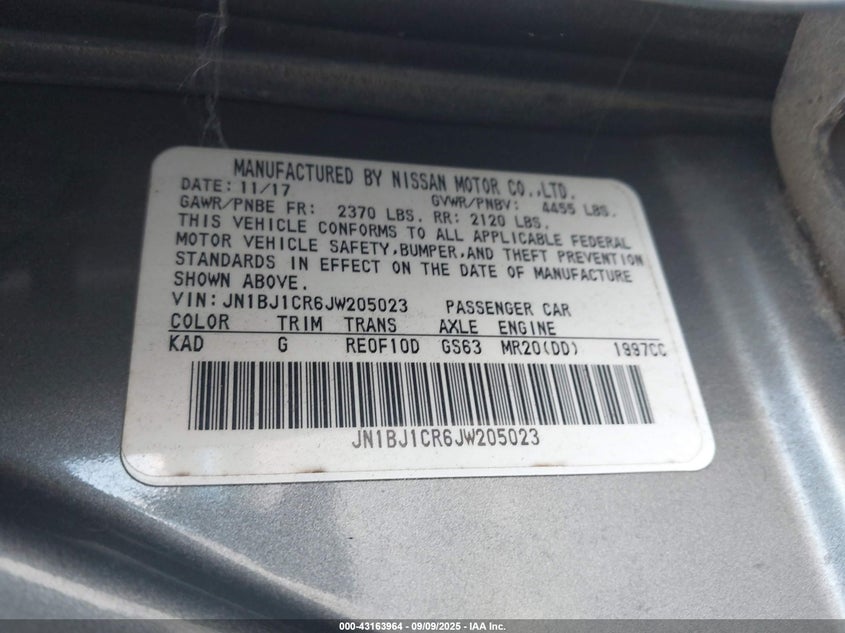 MANUFACTURED BY NISSAN MOTOR CO.,LTD.
DATE: 11/17 GVWR/PNBV: 4455 LBS.
GAWR/PNBE FR: 2370 LBS. RR: 2120 LBS.
THIS VEHICLE CONFORMS TO ALL APPLICABLE FEDERAL
MOTOR VEHICLE SAFETY,BUMPER,AND THEFT PREVENTION
STANDARDS IN EFFECT ON THE DATE OF MANUFACTURE
SHOWN ABOVE.
VIN:JN1BJ1CR6JW205023 PASSENGER CAR
COLOR TRIM TRANS AXLE ENGINE
KAD G RE0F10D GS63 MR20(DD) 1997CC
JN1BJ1CR6JW205023
000-43163964 - 09/09/2025 - IAA Inc.